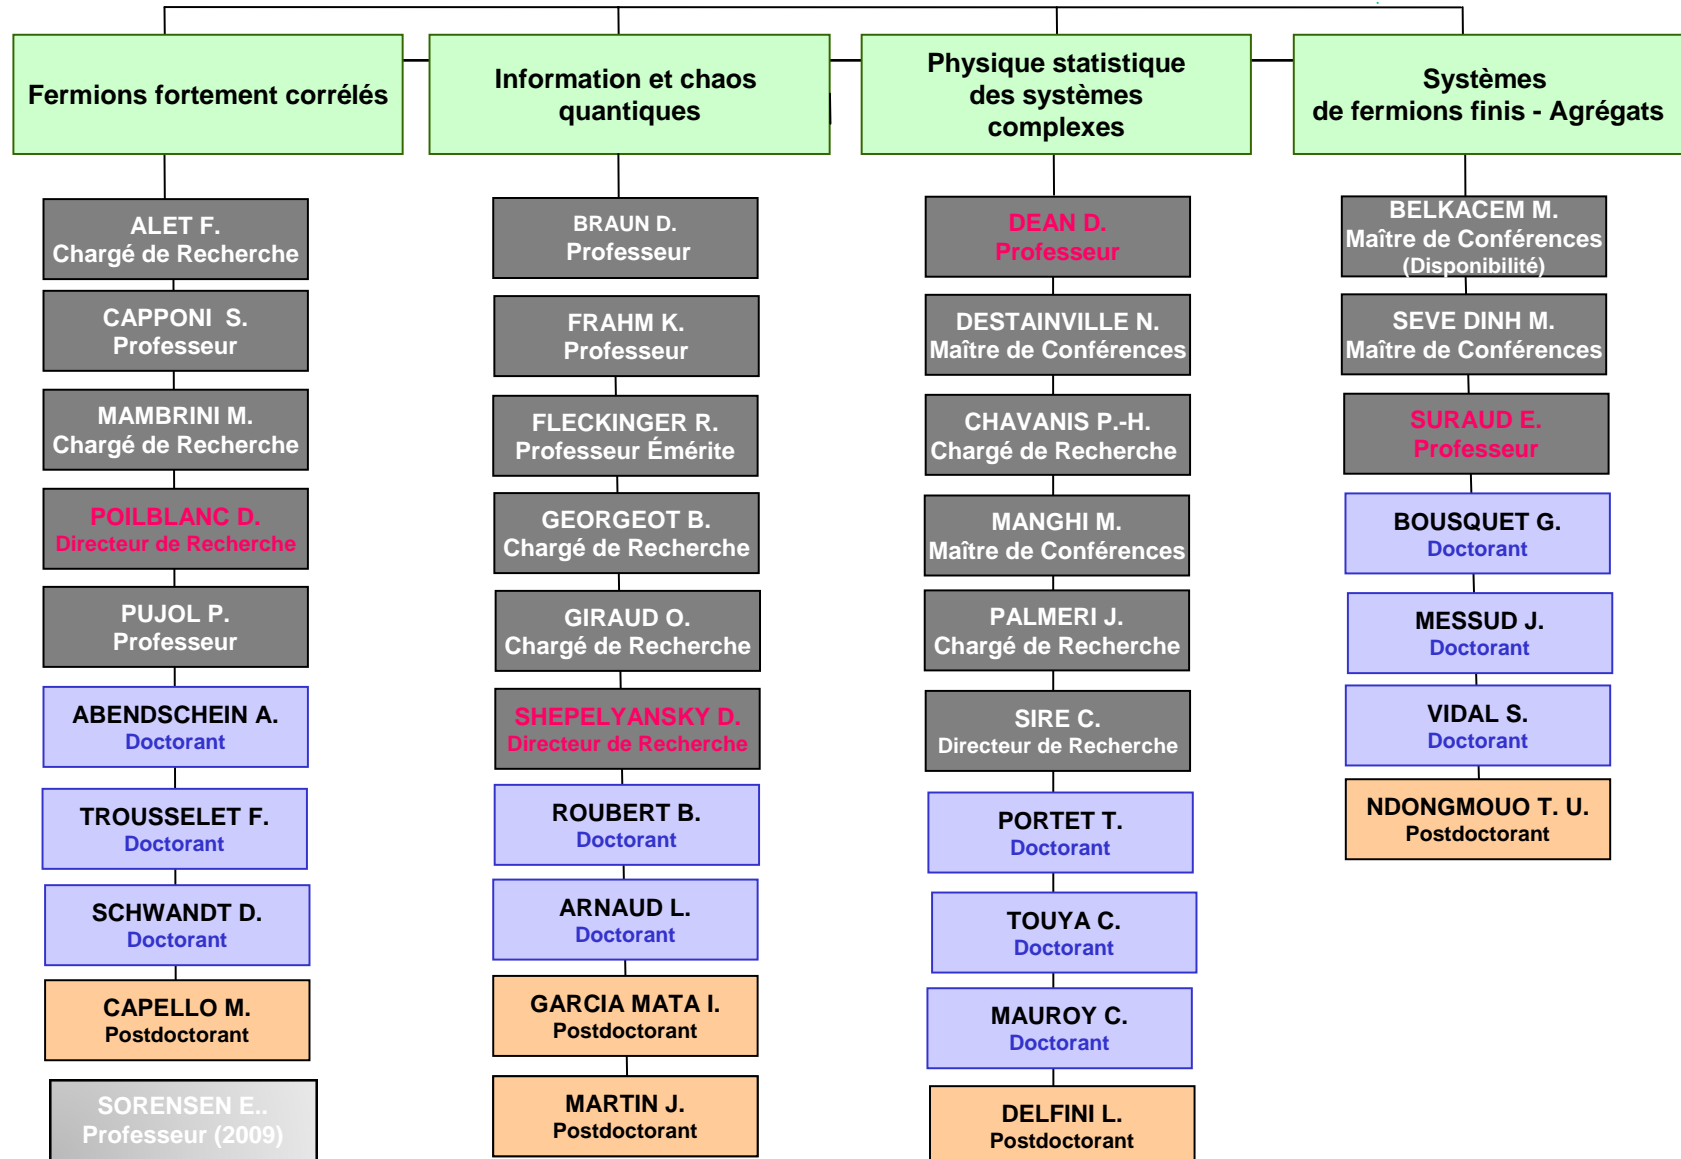 Fermions fortement corrélés
ALET F.
Chargé de Recherche
CAPPONI  S.
Professeur
MAMBRINI M.
Chargé de Recherche
POILBLANC D.
Directeur de Recherche
PUJOL P.
Professeur
ABENDSCHEIN A.
Doctorant
TROUSSELET F.
Doctorant
SCHWANDT D.
Doctorant
CAPELLO M.
Postdoctorant
SORENSEN E..
Professeur (2009)
Information et chaos
quantiques
BRAUN D.
Professeur
FRAHM K.
Professeur
FLECKINGER R.
Professeur Émérite
GEORGEOT B.
Chargé de Recherche
GIRAUD O.
Chargé de Recherche
SHEPELYANSKY D.
Directeur de Recherche
ROUBERT B.
Doctorant
ARNAUD L.
Doctorant
GARCIA MATA I.
Postdoctorant
MARTIN J.
Postdoctorant
Physique statistique
des systèmes
complexes
DEAN D.
Professeur
DESTAINVILLE N.
Maître de Conférences
CHAVANIS P.-H.
Chargé de Recherche
MANGHI M.
Maître de Conférences
PALMERI J.
Chargé de Recherche
SIRE C.
Directeur de Recherche
PORTET T.
Doctorant
TOUYA C.
Doctorant
MAUROY C.
Doctorant
DELFINI L.
Postdoctorant
Systèmes
de fermions finis - Agrégats
BELKACEM M.
Maître de Conférences
(Disponibilité)
SEVE DINH M.
Maître de Conférences
SURAUD E.
Professeur
BOUSQUET G.
Doctorant
MESSUD J.
Doctorant
VIDAL S.
Doctorant
NDONGMOUO T. U.
Postdoctorant